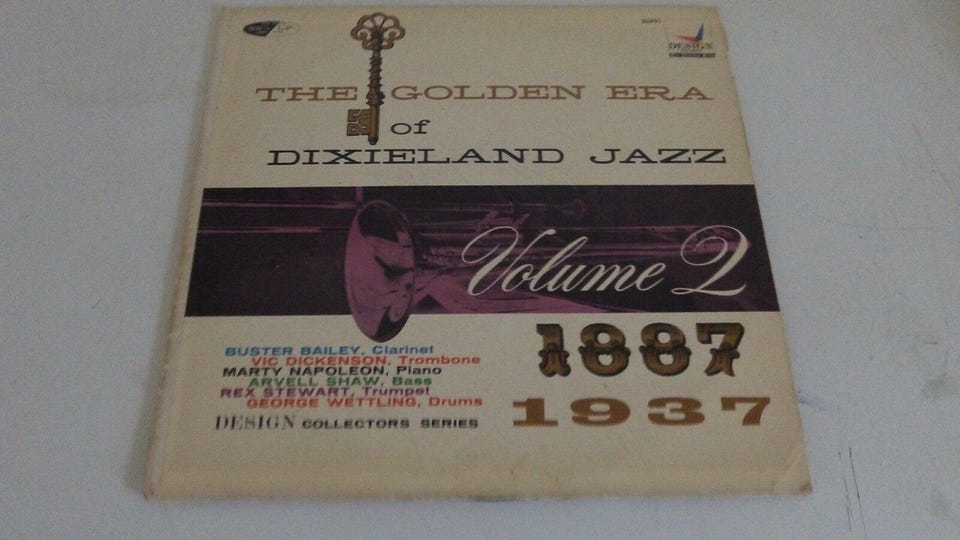 DESIGN
THE GOLDEN ERA
of
DIXIELAND JAZZ
Volume 2
1887
1937
BUSTER BAILEY, Clarinet
VIC DICKENSON, Trombone
MARTY NAPOLEON, Piano
ARVELL SHAW, Bass
REX STEWART, Trumpet
GEORGE WETTLING, Drums
DESIGN COLLECTORS SERIES